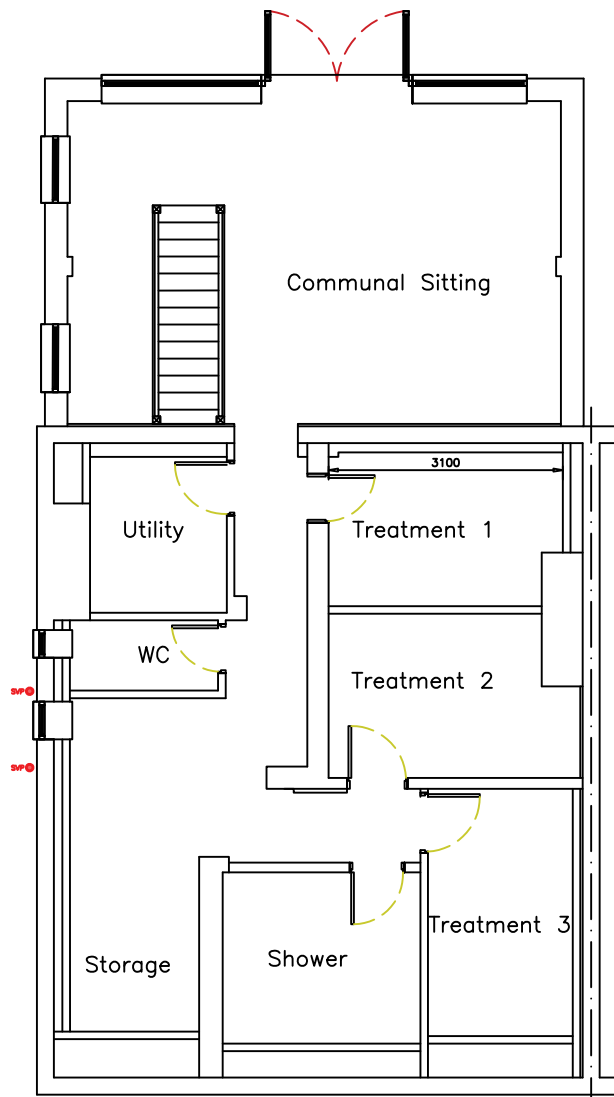 Communal Sitting
3100
Utility
Treatment 1
WC
Treatment 2
SVP
SVP
Treatment 3
Shower
Storage